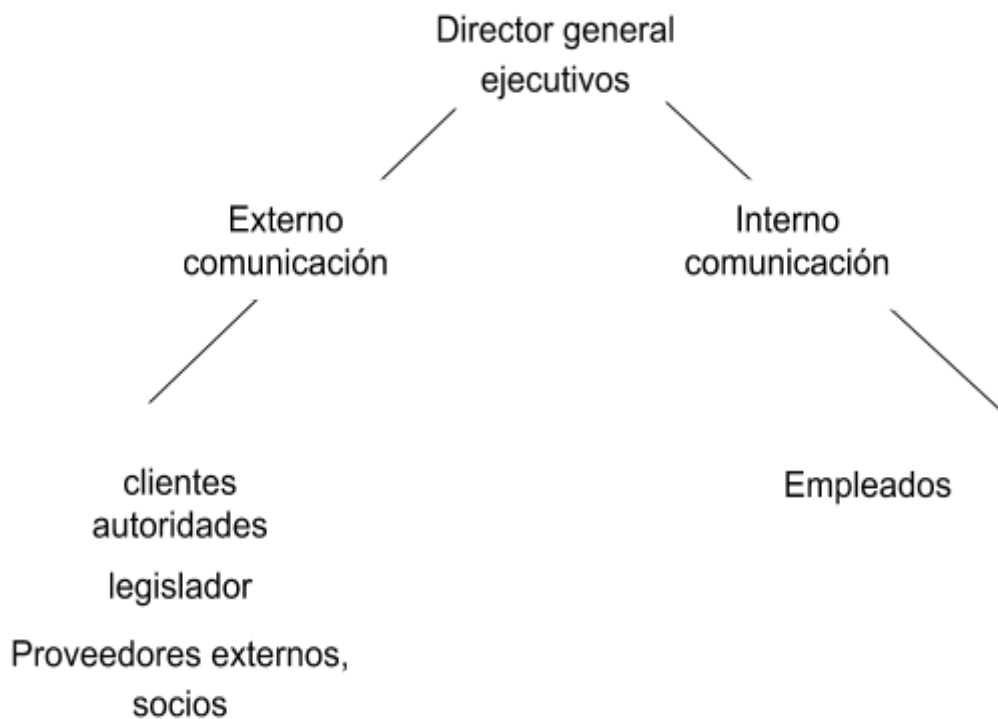 Director general
ejecutivos
Externo
comunicación
Interno
comunicación
clientes
autoridades
legislador
Proveedores externos,
socios
Empleados